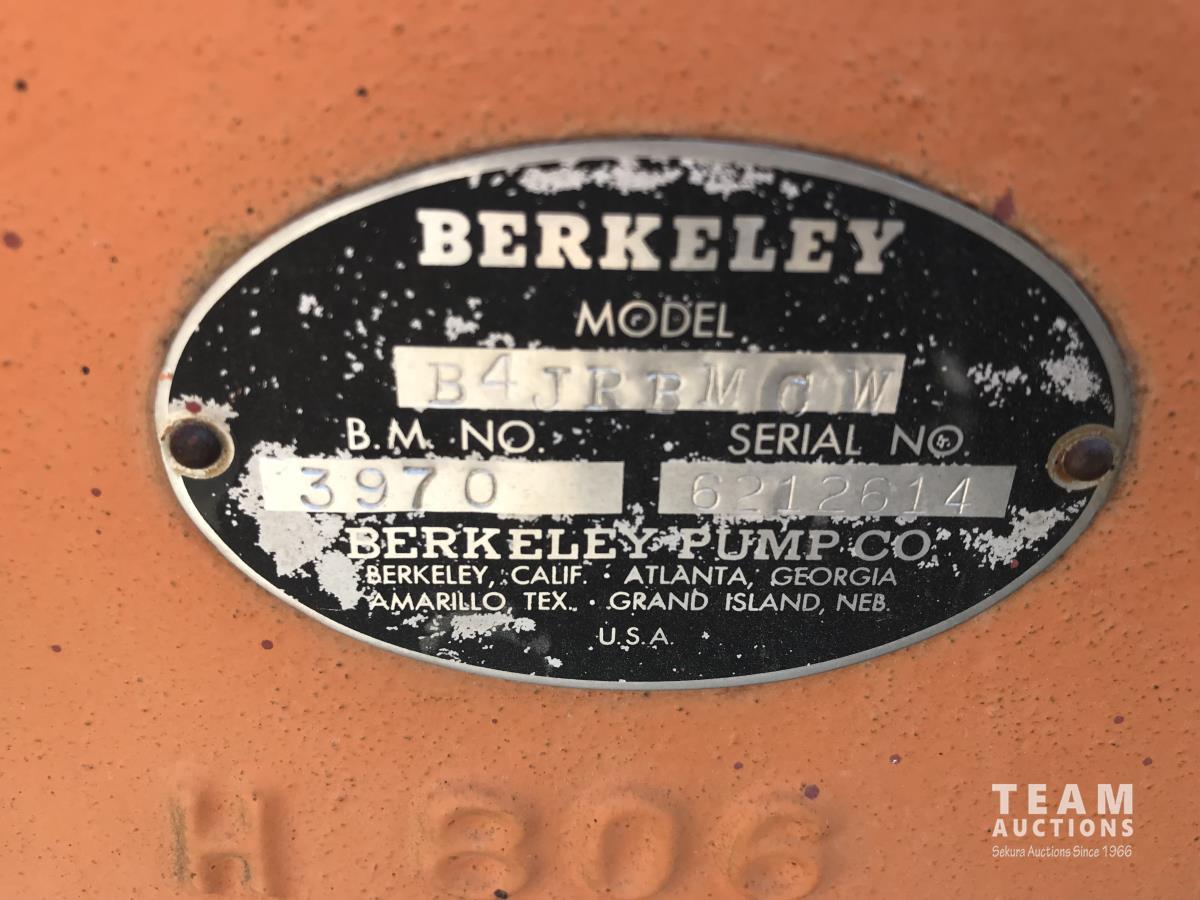 BERKELEY
MODEL
B4JRBMCW
B.M. NO. SERIAL NO.
3970 6212614
BERKELEY PUMP CO.
BERKELEY, CALIF. · ATLANTA, GEORGIA
AMARILLO, TEX. · GRAND ISLAND, NEB.
U.S.A.
H 806
TEAM
AUCTIONS
Sekura Auctions Since 1966